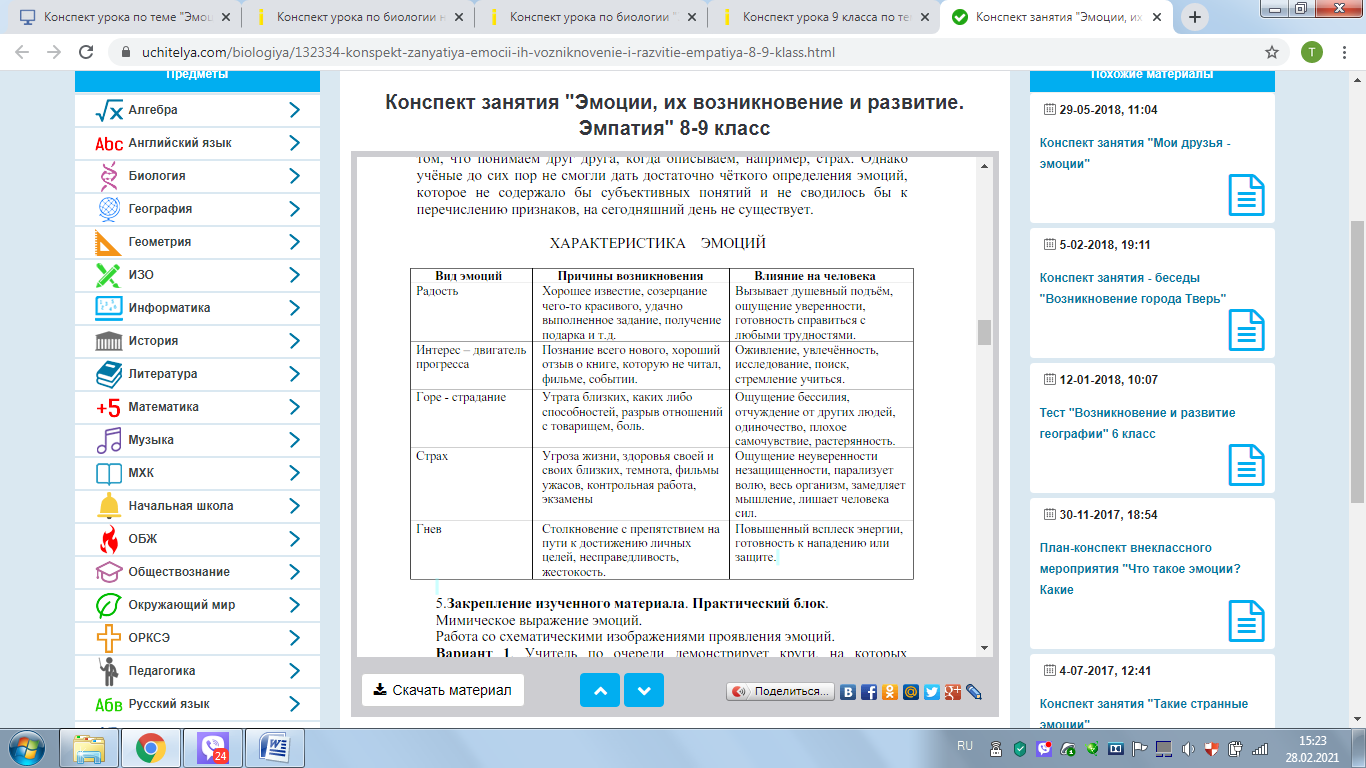 Конспект урока по теме "Эмоц
Конспект урока по биологии н
Конспект урока по биологии "
Конспект урока 9 класса по те
Конспект занятия "Эмоции, их
uchitelya.com/biologiya/132334-konspekt-zanyatiya-emocii-ih-vozniknovenie-i-razvitie-empatiya-8-9-klass.html
T
Предметы
Алгебра
Abc Английский язык
Биология
География
Геометрия
ИЗО
Информатика
История
Литература
+5 Математика
Музыка
МХК
Начальная школа
ОБЖ
Обществознание
Окружающий мир
ОРКСЭ
Педагогика
Абв Русский язык
Конспект занятия "Эмоции, их возникновение и развитие.
Эмпатия" 8-9 класс
том, что понимаем друг друга, когда описываем, например, страх. Однако
учёные до сих пор не смогли дать достаточно чёткого определения эмоций,
которое не содержало бы субъективных понятий и не сводилось бы к
перечислению признаков, на сегодняшний день не существует.
ХАРАКТЕРИСТИКА ЭМОЦИЙ
Вид эмоций
Причины возникновения
Влияние на человека
Радость
Хорошее известие, созерцание
чего-то красивого, удачно
выполненное задание, получение
подарка и т.д.
Вызывает душевный подъём,
ощущение уверенности,
готовность справиться с
любыми трудностями.
Интерес – двигатель
прогресса
Познание всего нового, хороший
отзыв о книге, которую не читал,
фильме, событии.
Оживление, увлечённость,
исследование, поиск,
стремление учиться.
Горе - страдание
Утрата близких, каких либо
способностей, разрыв отношений
с товарищем, боль.
Ощущение бессилия,
отчуждение от других людей,
одиночество, плохое
самочувствие, растерянность.
Страх
Угроза жизни, здоровья своей и
своих близких, темнота, фильмы
ужасов, контрольная работа,
экзамены
Ощущение неуверенности
незащищенности, парализует
волю, весь организм, замедляет
мышление, лишает человека
сил.
Гнев
Столкновение с препятствием на
пути к достижению личных
целей, несправедливость,
жестокость.
Повышенный всплеск энергии,
готовность к нападению или
защите.
5.Закрепление изученного материала. Практический блок.
Мимическое выражение эмоций.
Работа со схематическими изображениями проявления эмоций.
Вариант 1. Учитель по очереди демонстрирует круги, на которых
Скачать материал
Поделиться...
Похожие материалы
29-05-2018, 11:04
Конспект занятия "Мои друзья -
эмоции"
5-02-2018, 19:11
Конспект занятия - беседы
"Возникновение города Тверь"
12-01-2018, 10:07
Тест "Возникновение и развитие
географии" 6 класс
30-11-2017, 18:54
План-конспект внеклассного
мероприятия "Что такое эмоции?
Какие
4-07-2017, 12:41
Конспект занятия "Такие странные
эмоции"
24
RU
15:23
28.02.2021